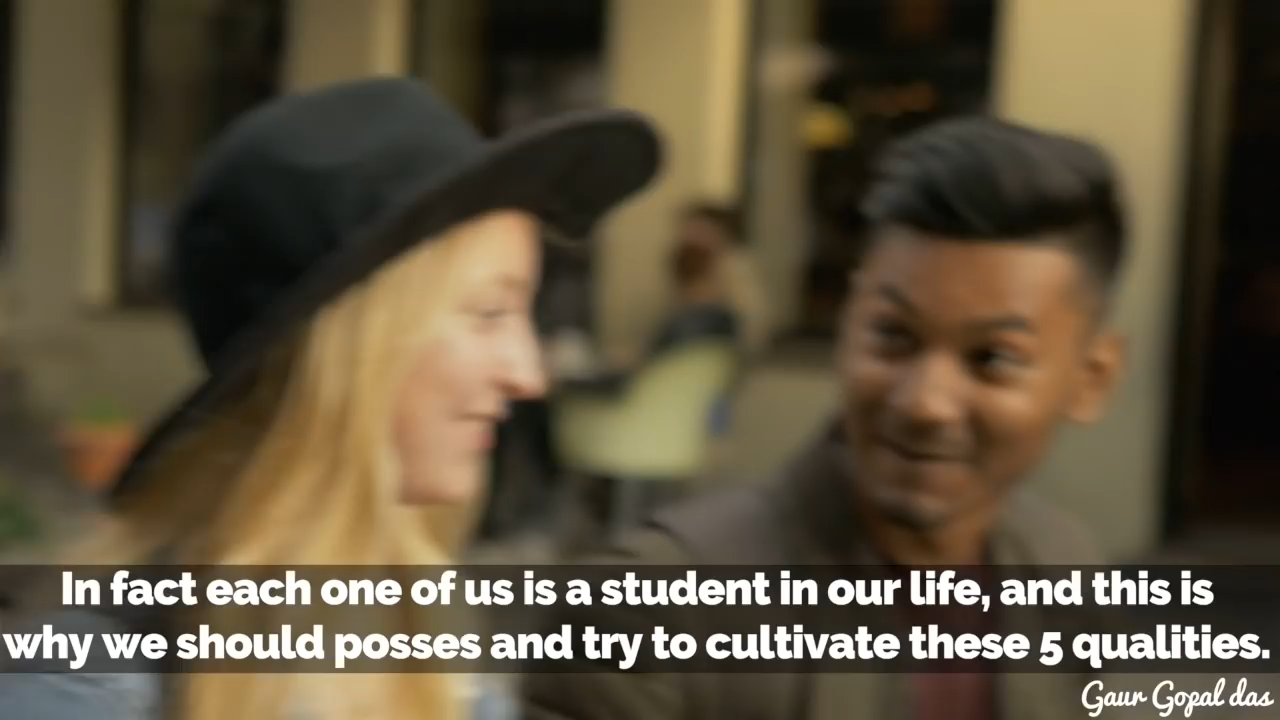 In fact each one of us is a student in our life, and this is
why we should posses and try to cultivate these 5 qualities.
Gaur Gopal das